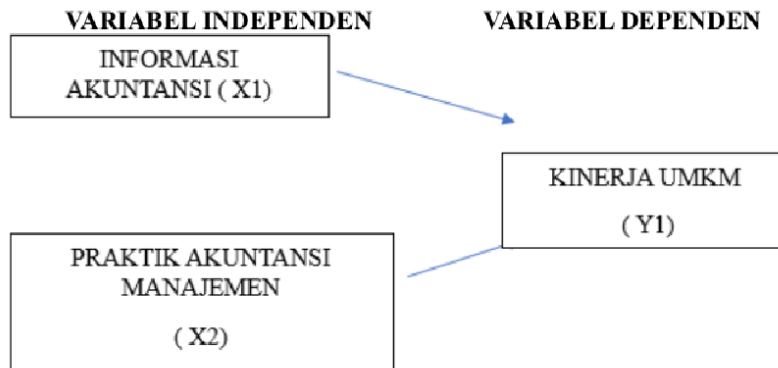 VARIABEL INDEPENDEN
VARIABEL DEPENDEN
INFORMASI
AKUNTANSI ( X1)
KINERJA UMKM
( Y1)
PRAKTIK AKUNTANSI
MANAJEMEN
( X2)